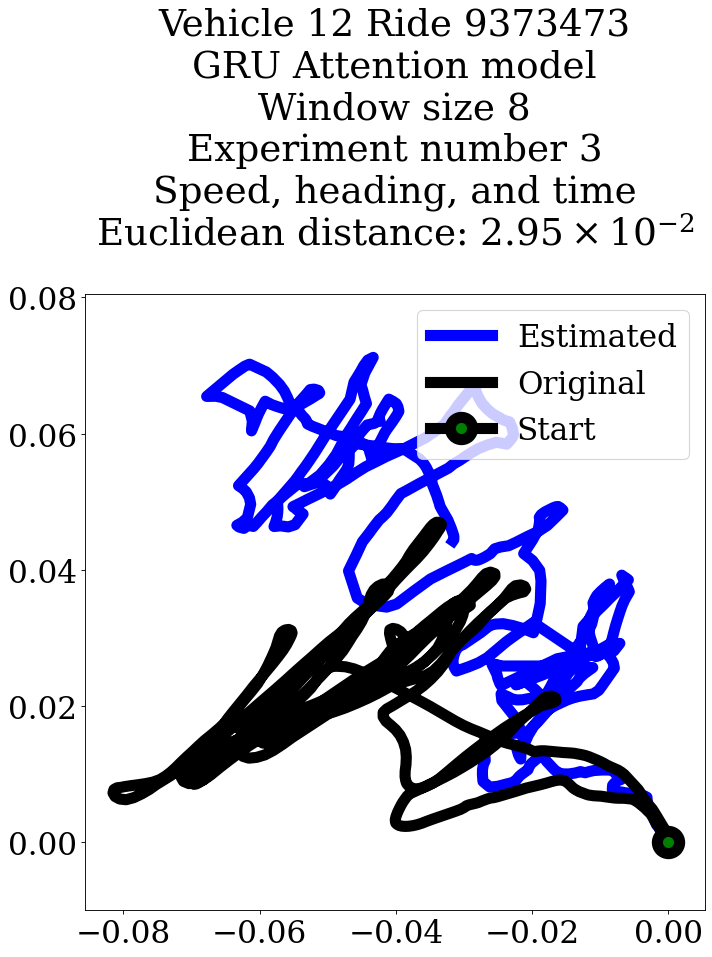 Vehicle 12 Ride 9373473
GRU Attention model
Window size 8
Experiment number 3
Speed, heading, and time
Euclidean distance: 2.95 × 10⁻²
0.08
Estimated
Original
Start
0.06
0.04
0.02
0.00
−0.08 −0.06 −0.04 −0.02 0.00